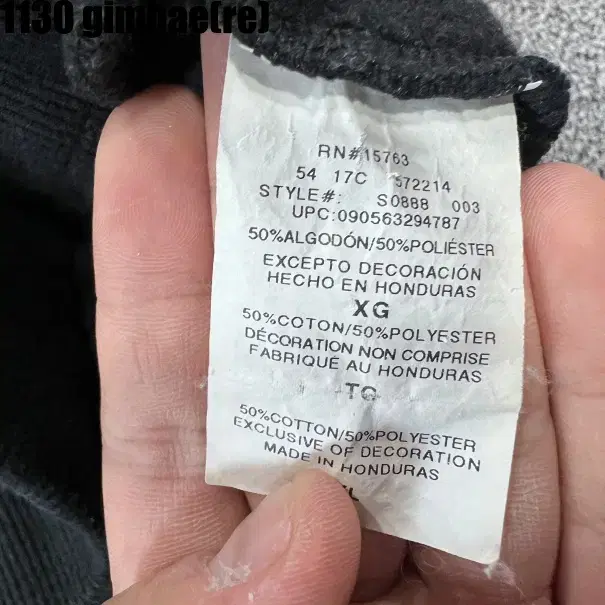 1130 gimhae(re)
RN#15763
54 17C 572214
STYLE#: S0888 003
UPC:090563294787
50%ALGODÓN/50%POLIÉSTER
EXCEPTO DECORACIÓN
HECHO EN HONDURAS
XG
50%COTON/50%POLYESTER
DÉCORATION NON COMPRISE
FABRIQUE AU HONDURAS
TG
50%COTTON/50%POLYESTER
EXCLUSIVE OF DECORATION
MADE IN HONDURAS